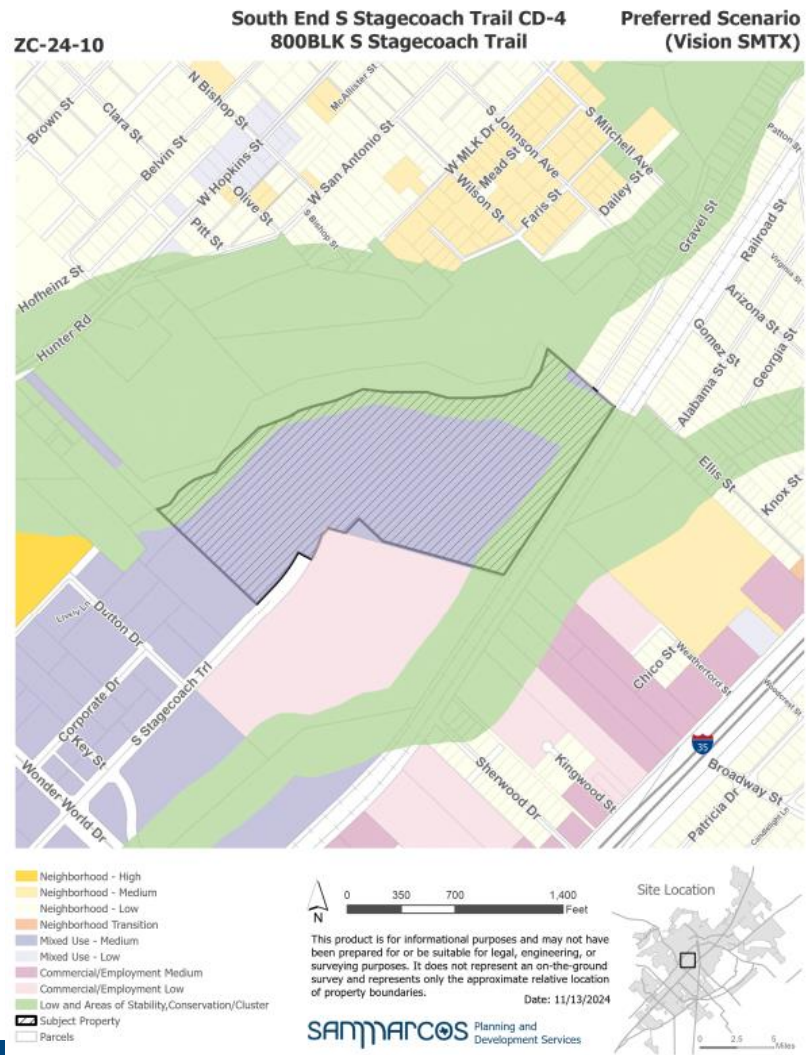 ZC-24-10
South End S Stagecoach Trail CD-4
800BLK S Stagecoach Trail
Preferred Scenario
(Vision SMTX)
Brown St
Clara St
Belvin St
N Bishop St
W Hopkins St
McAllister St
W San Antonio St
Olive St
Pitt St
S Bishop St
Hofheinz St
Hunter Rd
W MLK Dr
S Johnson Ave
Mead St
Wilson St
Faris St
S Mitchell Ave
Dailey St
Patton St
Gravel St
Railroad St
Virginia St
Arizona St
Gomez St
Georgia St
Alabama St
Ellis St
Knox St
Dutton Dr
Corporate Dr
Key St
S Stagecoach Trl
Wonder World Dr
Chico St
Weatherford St
Woodcrest St
35
Sherwood Dr
Kingwood St
Broadway St
Patricia Dr
Candlelight Ln
Neighborhood - High
Neighborhood - Medium
Neighborhood - Low
Neighborhood Transition
Mixed Use - Medium
Mixed Use - Low
Commercial/Employment Medium
Commercial/Employment Low
Low and Areas of Stability,Conservation/Cluster
Subject Property
Parcels
N
0 350 700 1,400
Feet
This product is for informational purposes and may not have
been prepared for or be suitable for legal, engineering, or
surveying purposes. It does not represent an on-the-ground
survey and represents only the approximate relative location
of property boundaries.
Date: 11/13/2024
SANMARCOS Planning and
Development Services
Site Location
0 2.5 5
Miles